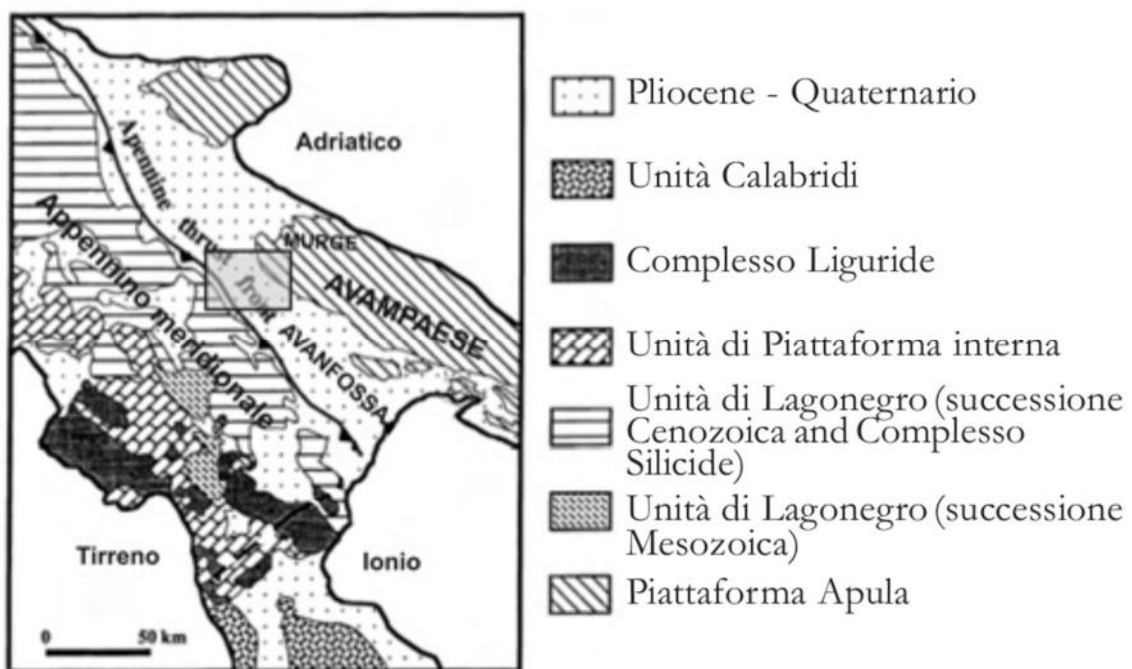 Adriatico
Apennine thrust front
MURGE
AVAMPAESE
Appennino meridionale
AVANFOSSA
Tirreno
Ionio
0 50 km
Pliocene - Quaternario
Unità Calabridi
Complesso Liguride
Unità di Piattaforma interna
Unità di Lagonegro (successione
Cenozoica and Complesso
Silicide)
Unità di Lagonegro (successione
Mesozoica)
Piattaforma Apula